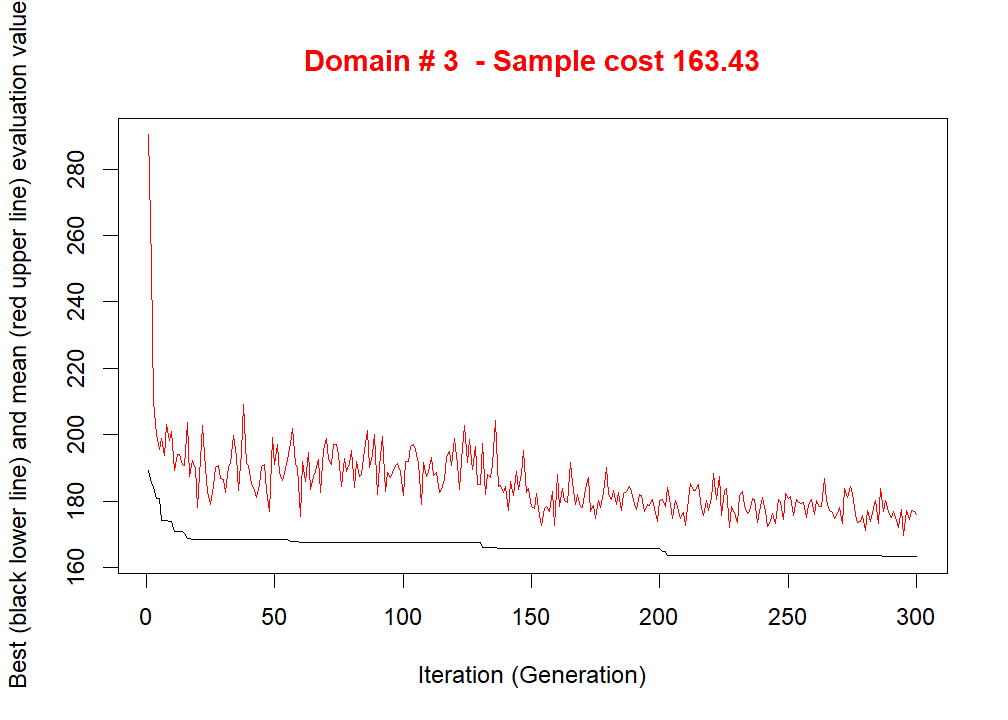 Domain # 3  - Sample cost 163.43
Best (black lower line) and mean (red upper line) evaluation value
280
260
240
220
200
180
160
0 50 100 150 200 250 300
Iteration (Generation)